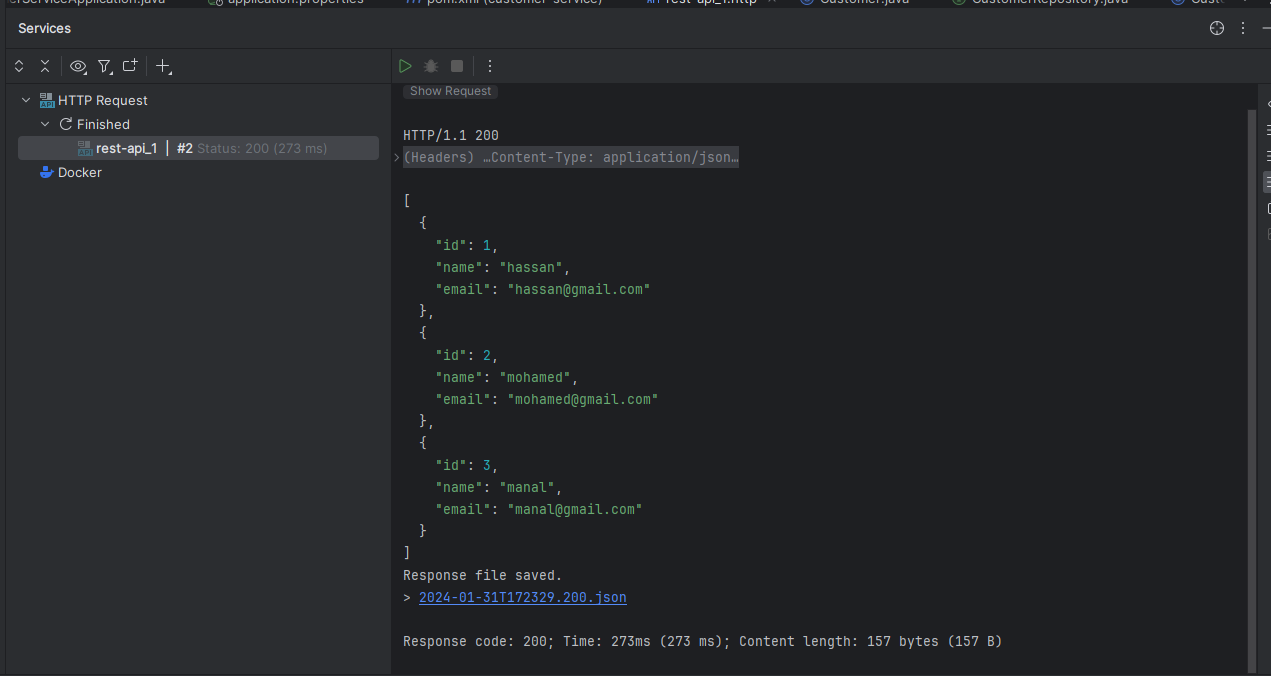 application.properties
pom.xml (customer-service)
rest-api_1.http
Customer.java
CustomerRepository.java
Services
HTTP Request
Finished
rest-api_1 | #2 Status: 200 (273 ms)
Docker
Show Request
HTTP/1.1 200
(Headers) …Content-Type: application/json…
[
{
"id": 1,
"name": "hassan",
"email": "hassan@gmail.com"
},
{
"id": 2,
"name": "mohamed",
"email": "mohamed@gmail.com"
},
{
"id": 3,
"name": "manal",
"email": "manal@gmail.com"
}
]
Response file saved.
> 2024-01-31T172329.200.json
Response code: 200; Time: 273ms (273 ms); Content length: 157 bytes (157 B)